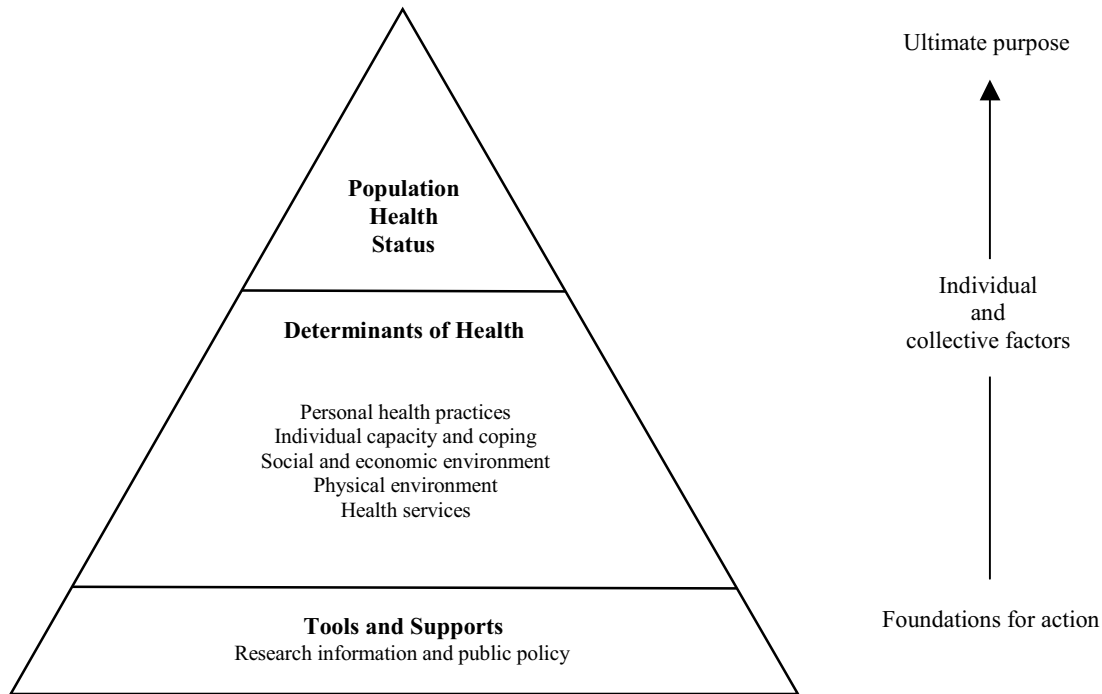 Ultimate purpose
Population
Health
Status
Individual
and
collective factors
Determinants of Health
Personal health practices
Individual capacity and coping
Social and economic environment
Physical environment
Health services
Foundations for action
Tools and Supports
Research information and public policy